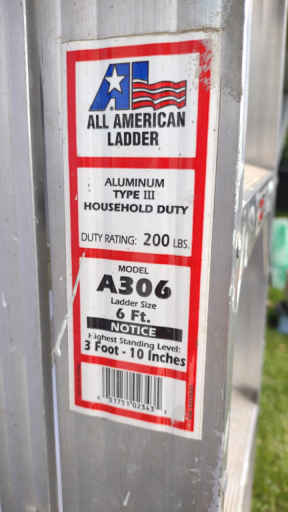 ALL AMERICAN
LADDER
ALUMINUM
TYPE III
HOUSEHOLD DUTY
DUTY RATING: 200 LBS.
MODEL
A306
Ladder Size
6 Ft.
NOTICE
Highest Standing Level:
3 Foot - 10 Inches